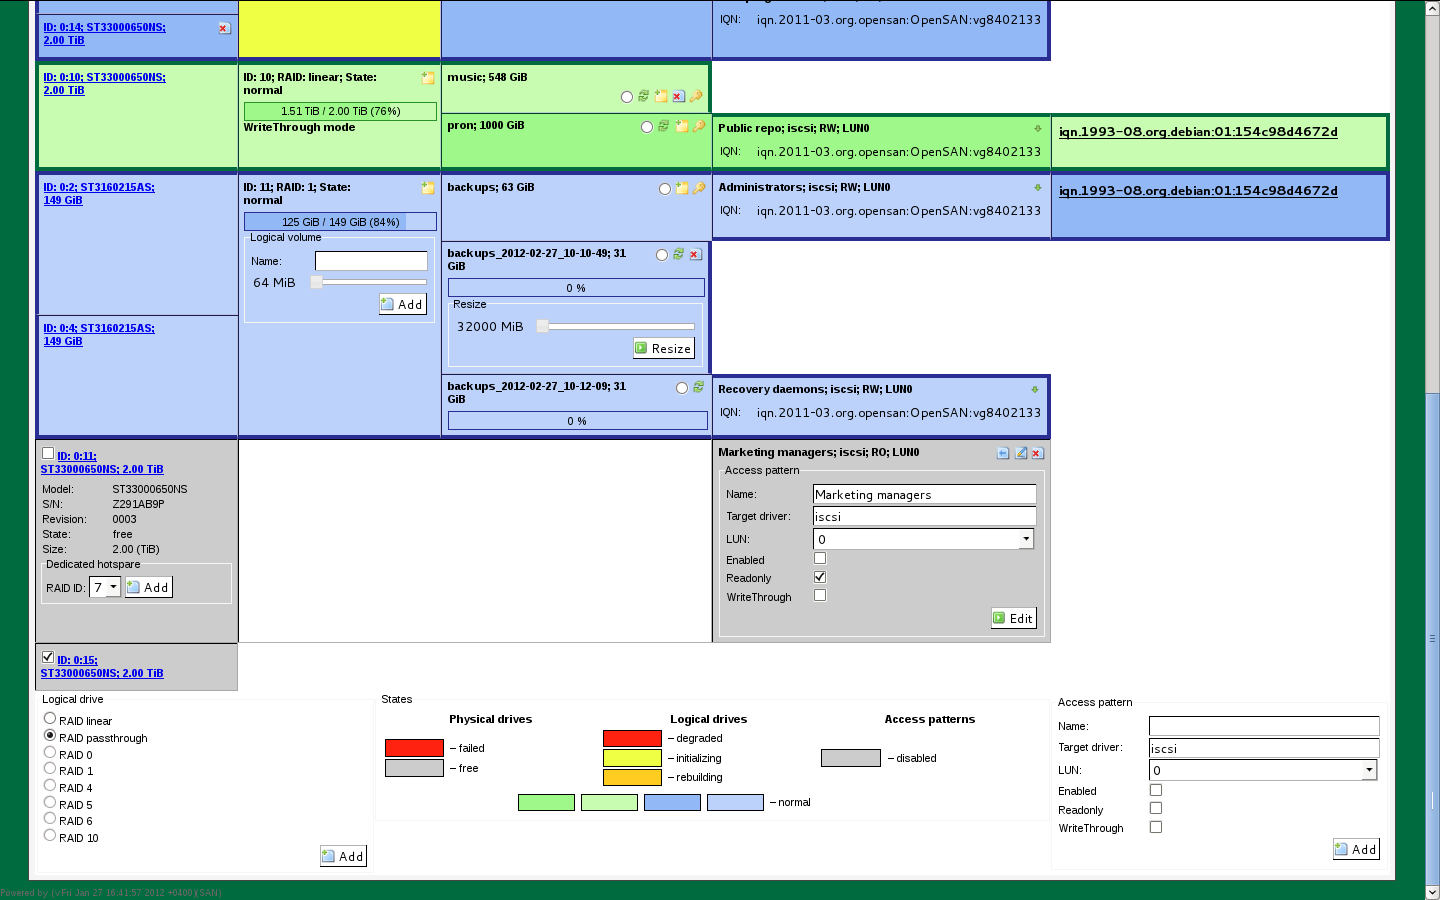 ID: 0:14; ST33000650NS;
2.00 TiB
IQN: iqn.2011-03.org.opensan:OpenSAN:vg8402133
ID: 0:10; ST33000650NS;
2.00 TiB
ID: 10; RAID: linear; State:
normal
1.51 TiB / 2.00 TiB (76%)
WriteThrough mode
music; 548 GiB
pron; 1000 GiB
Public repo; iscsi; RW; LUN0
IQN: iqn.2011-03.org.opensan:OpenSAN:vg8402133
iqn.1993-08.org.debian:01:154c98d4672d
ID: 0:2; ST3160215AS;
149 GiB
ID: 11; RAID: 1; State:
normal
125 GiB / 149 GiB (84%)
Logical volume
Name:
64 MiB
Add
backups; 63 GiB
Administrators; iscsi; RW; LUN0
IQN: iqn.2011-03.org.opensan:OpenSAN:vg8402133
iqn.1993-08.org.debian:01:154c98d4672d
backups_2012-02-27_10-10-49; 31
GiB
0 %
Resize
32000 MiB
Resize
ID: 0:4; ST3160215AS;
149 GiB
backups_2012-02-27_10-12-09; 31
GiB
0 %
Recovery daemons; iscsi; RW; LUN0
IQN: iqn.2011-03.org.opensan:OpenSAN:vg8402133
ID: 0:11;
ST33000650NS; 2.00 TiB
Model: ST33000650NS
S/N: Z291AB9P
Revision: 0003
State: free
Size: 2.00 (TiB)
Dedicated hotspare
RAID ID: 7 Add
Marketing managers; iscsi; RO; LUN0
Access pattern
Name: Marketing managers
Target driver: iscsi
LUN: 0
Enabled
Readonly
WriteThrough
Edit
ID: 0:15;
ST33000650NS; 2.00 TiB
Logical drive
RAID linear
RAID passthrough
RAID 0
RAID 1
RAID 4
RAID 5
RAID 6
RAID 10
Add
States
Physical drives
– failed
– free
Logical drives
– degraded
– initializing
– rebuilding
Access patterns
– disabled
– normal
Access pattern
Name:
Target driver: iscsi
LUN: 0
Enabled
Readonly
WriteThrough
Add
Powered by (v.Fri Jan 27 16:41:57 2012 +0400)(SAN)